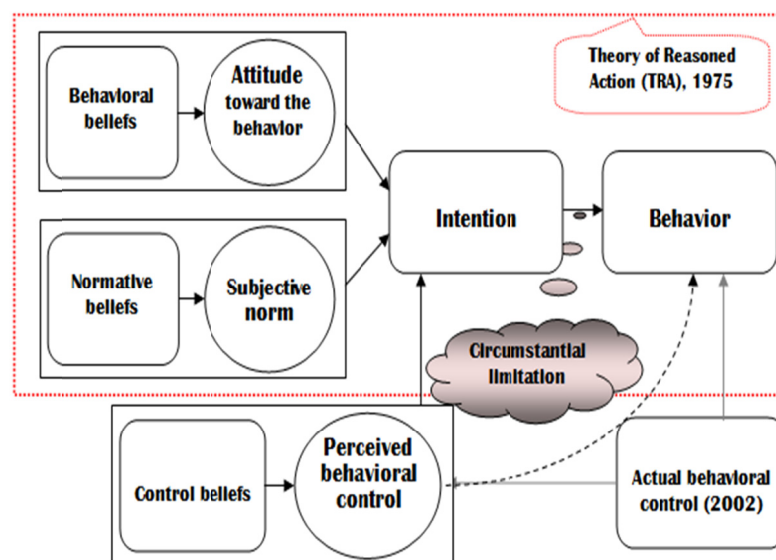 Theory of Reasoned
Action (TRA), 1975
Behavioral
beliefs
Attitude
toward the
behavior
Intention
Behavior
Normative
beliefs
Subjective
norm
Circumstantial
limitation
Control beliefs
Perceived
behavioral
control
Actual behavioral
control (2002)